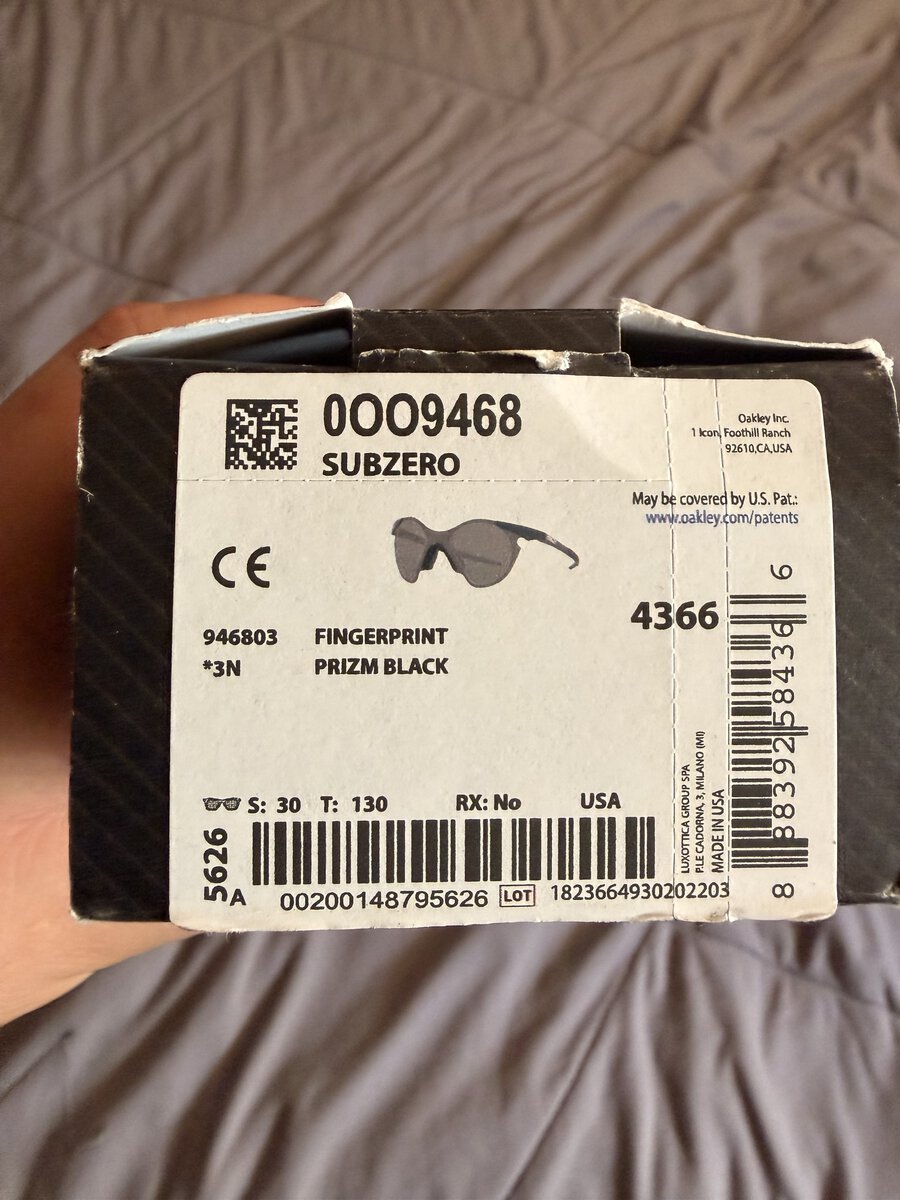 0OO9468
SUBZERO
Oakley Inc.
1 Icon, Foothill Ranch
92610,CA,USA
May be covered by U.S. Pat.:
www.oakley.com/patents
CE
946803 FINGERPRINT
*3N PRIZM BLACK
4366
S: 30 T: 130 RX: No USA
5626
A
00200148795626 LOT 1823664930202203
LUXOTTICA GROUP SPA
P.LE CADORNA, 3, MILANO (MI)
MADE IN USA
8 88392 58436 6